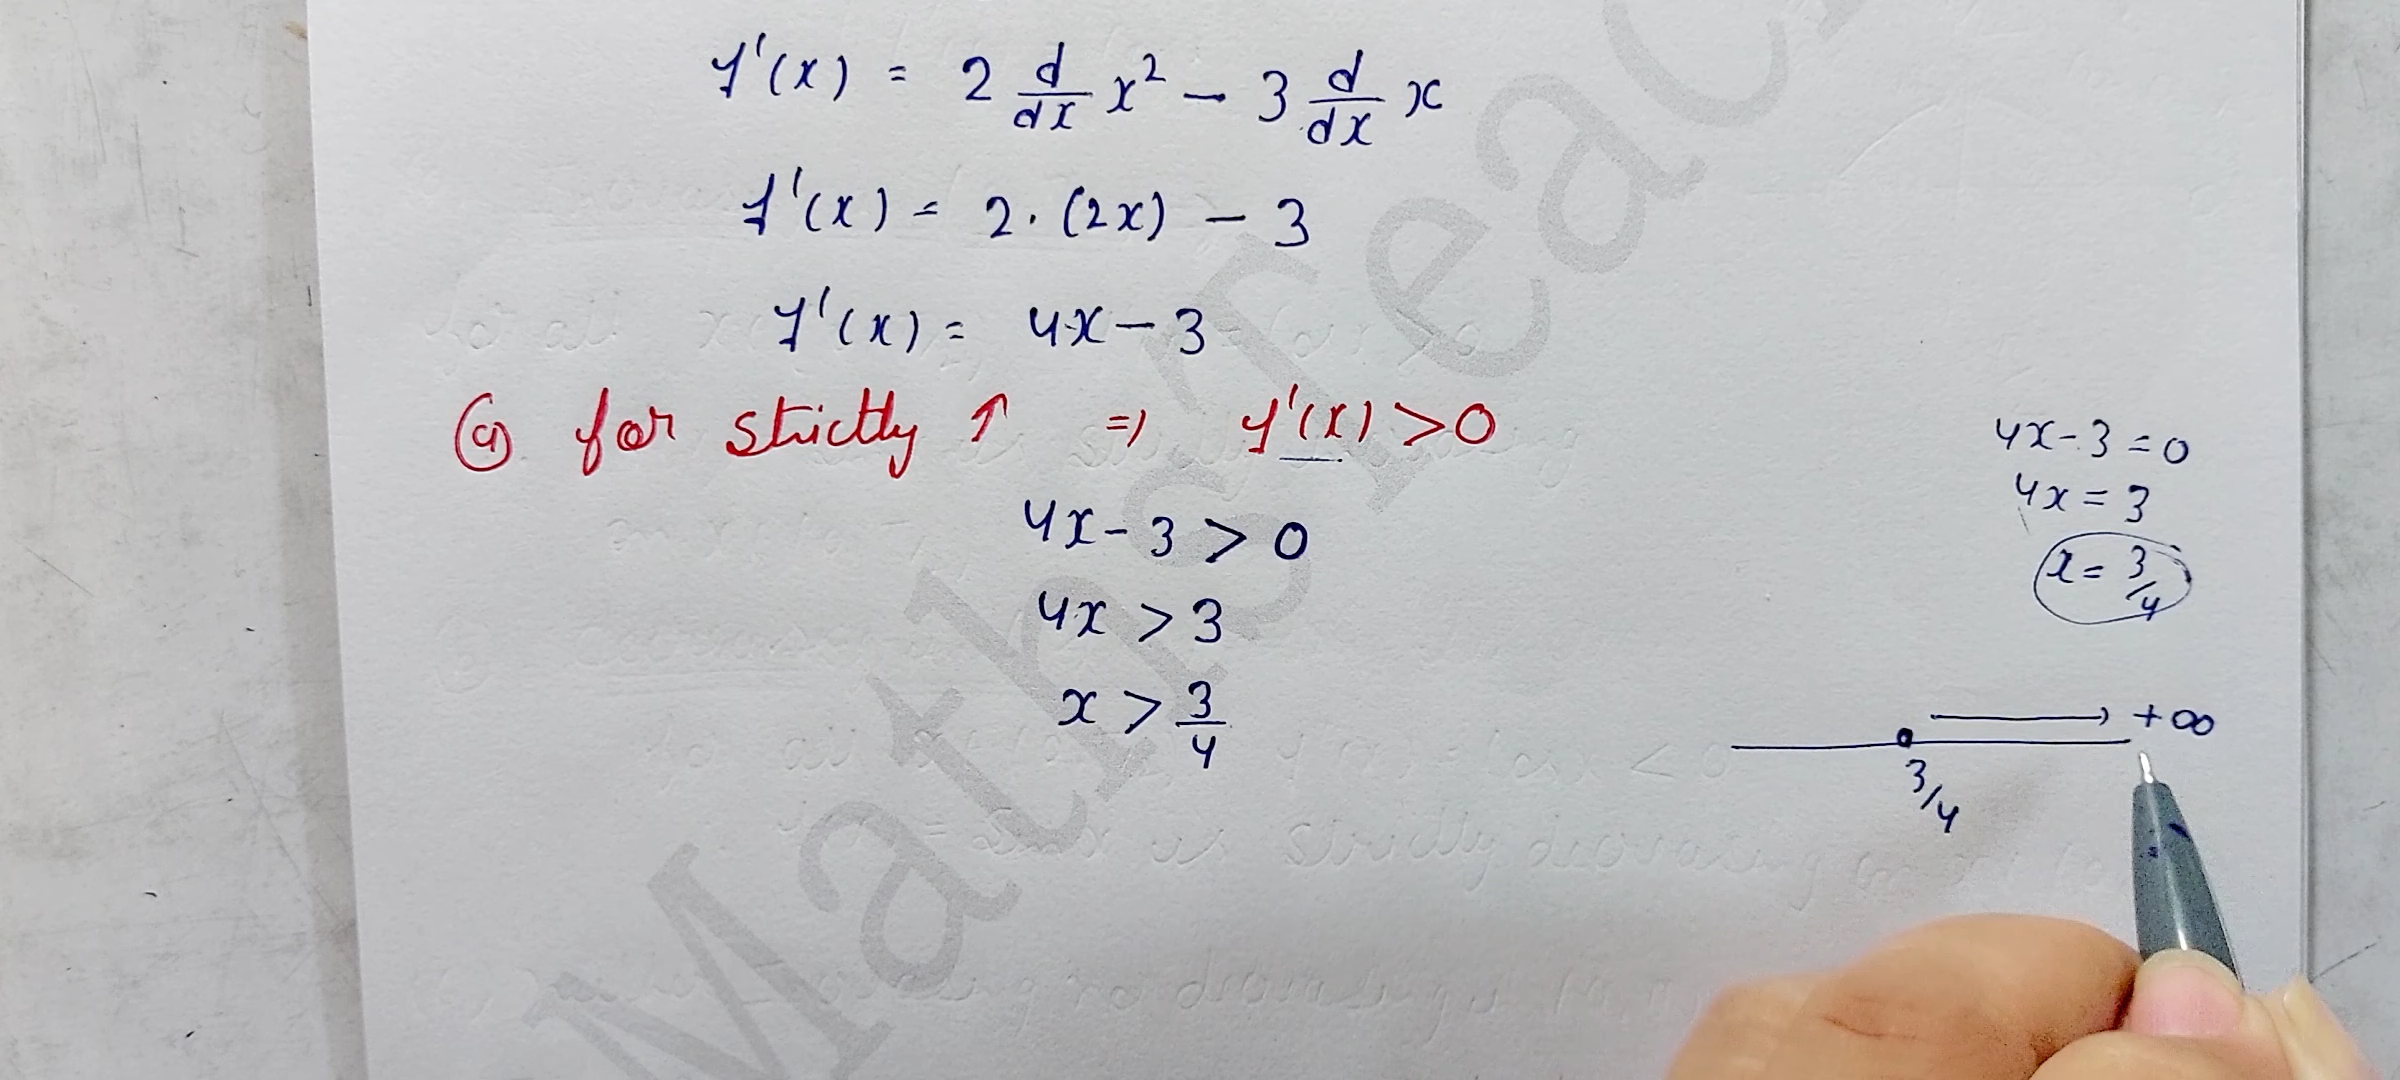 f'(x) = 2 d/dx x² - 3 d/dx x
f'(x) = 2. (2x) - 3
f'(x) = 4x - 3
(a) for strictly ↑ ⇒ f'(x) > 0
4x - 3 > 0
4x > 3
x > 3/4
4x - 3 = 0
4x = 3
x = 3/4
→ +∞
3/4